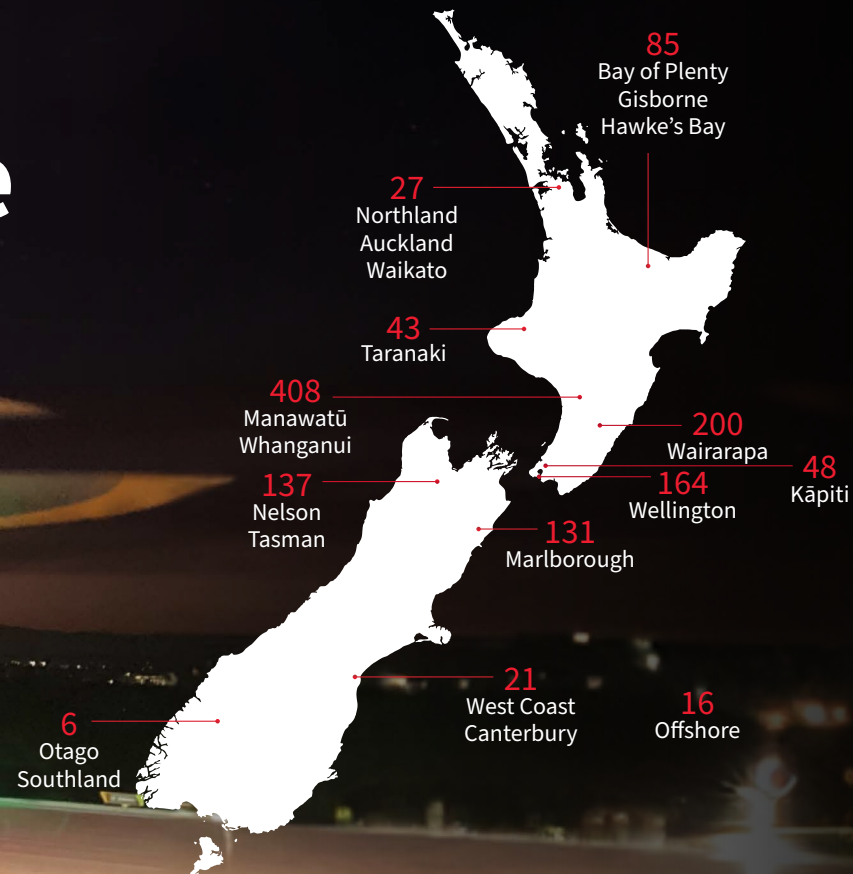 e
85
Bay of Plenty
Gisborne
Hawke's Bay
27
Northland
Auckland
Waikato
43
Taranaki
408
Manawatū
Whanganui
200
Wairarapa
48
Kāpiti
164
Wellington
137
Nelson
Tasman
131
Marlborough
21
West Coast
Canterbury
16
Offshore
6
Otago
Southland